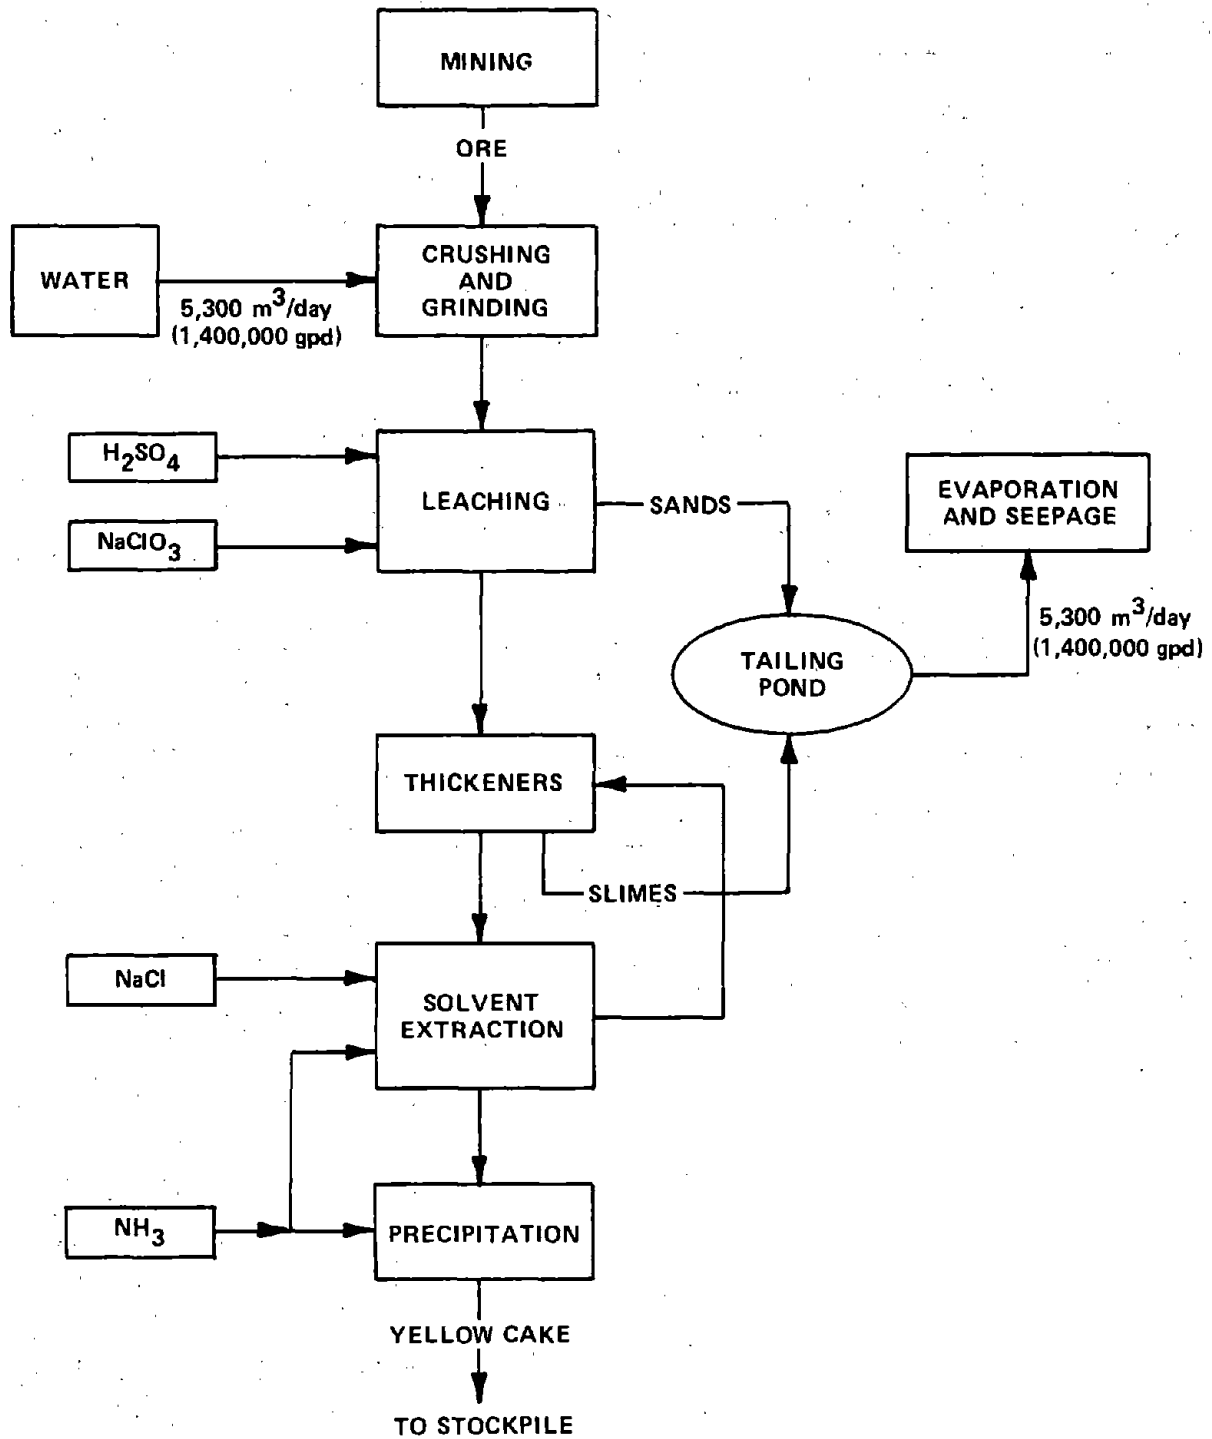 MINING
ORE
WATER
5,300 m³/day
(1,400,000 gpd)
CRUSHING
AND
GRINDING
H₂SO₄
NaClO₃
LEACHING
SANDS
EVAPORATION
AND SEEPAGE
5,300 m³/day
(1,400,000 gpd)
TAILING
POND
THICKENERS
SLIMES
NaCl
SOLVENT
EXTRACTION
NH₃
PRECIPITATION
YELLOW CAKE
TO STOCKPILE